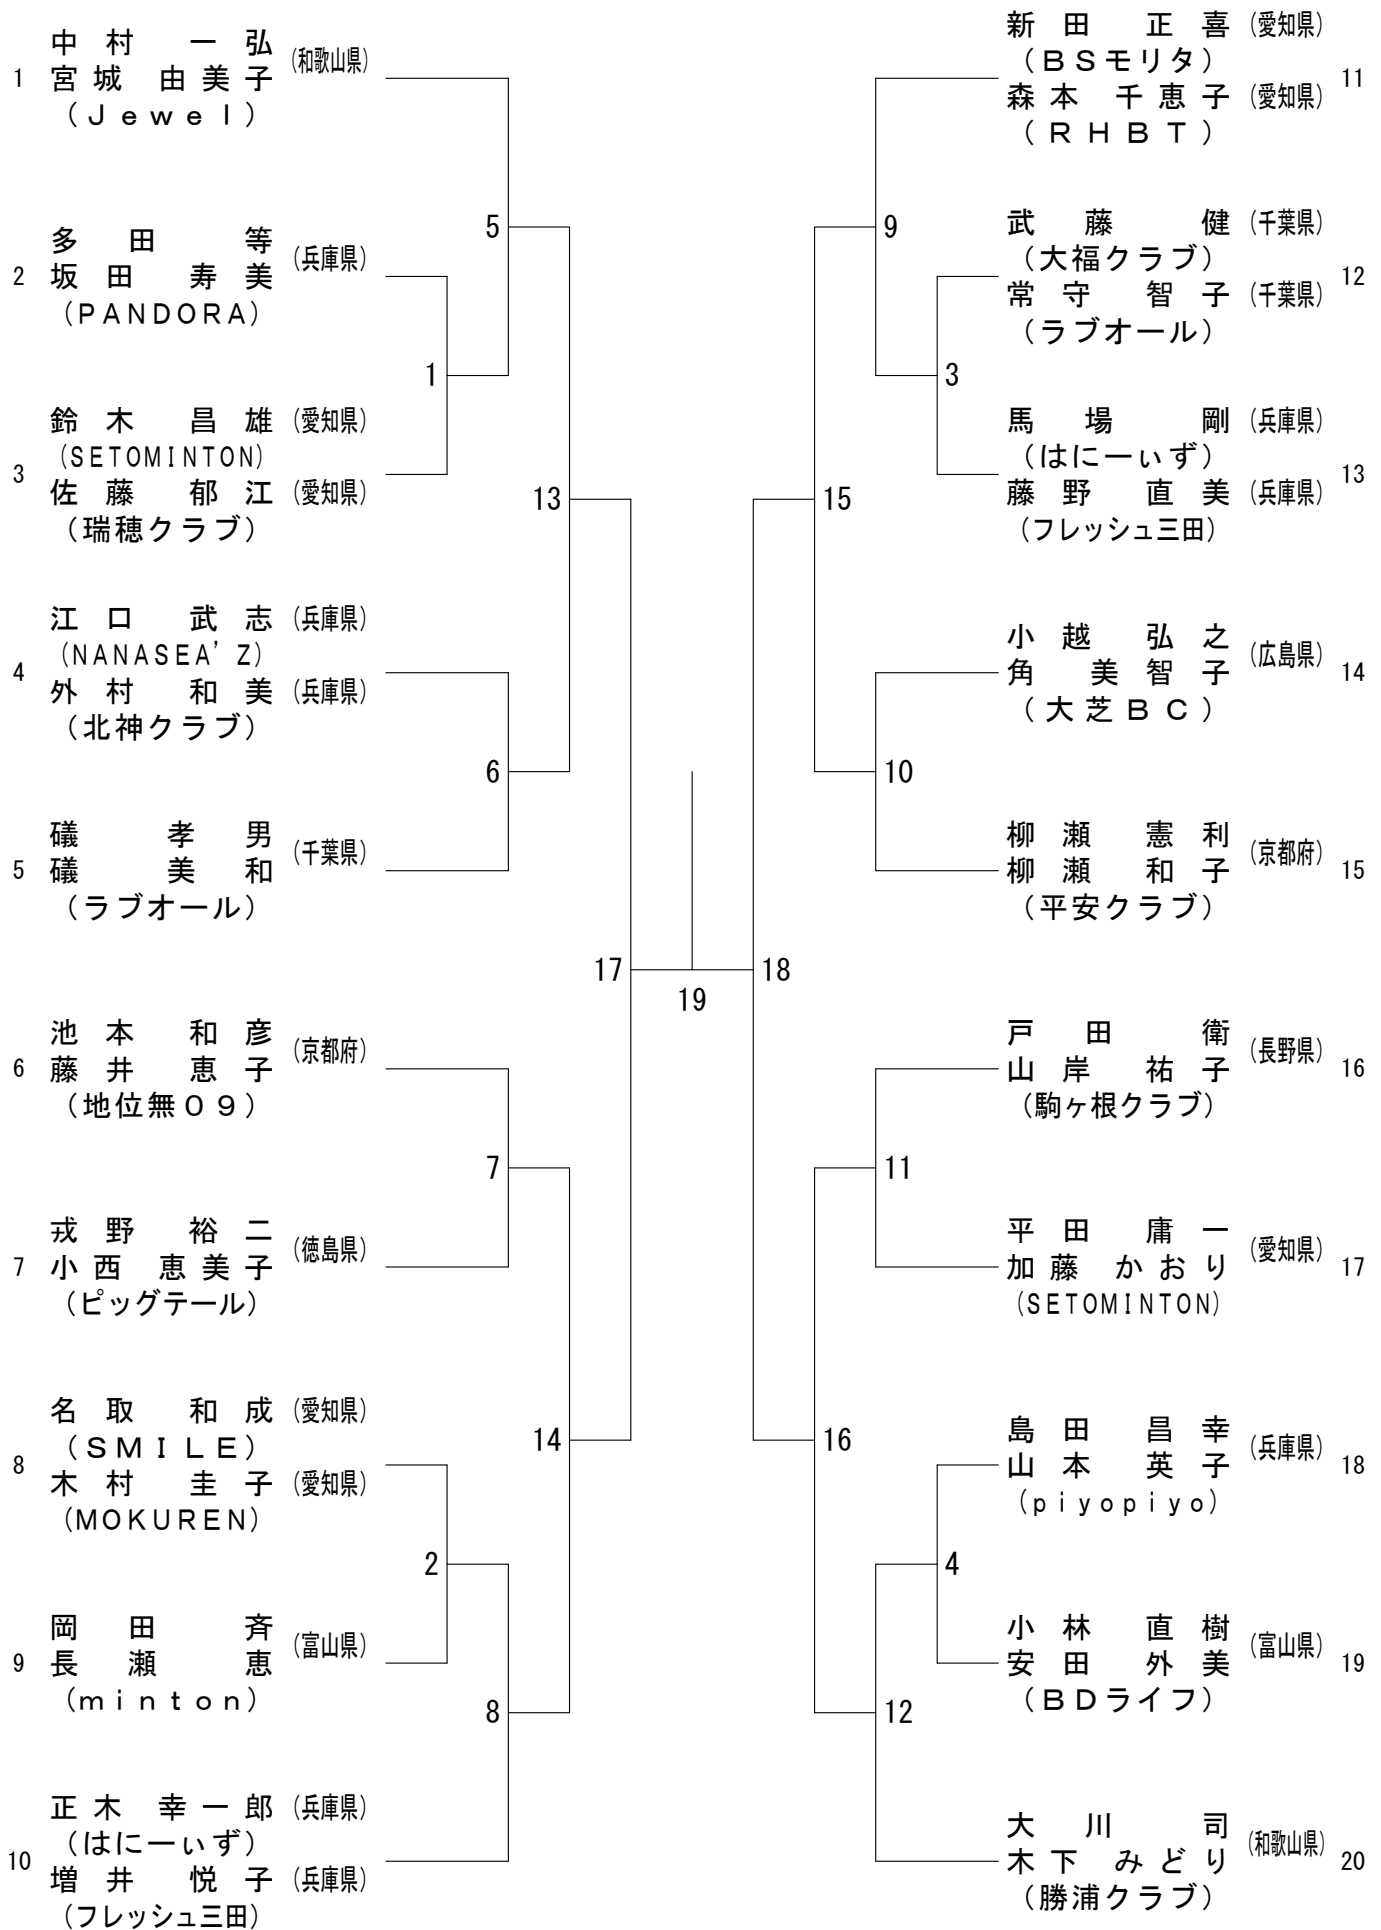 中村 一弘 (和歌山県)
1 宮城 由美子
(Jewel)
多田 等 (兵庫県)
2 坂田 寿美
(PANDORA)
1
鈴木 昌雄 (愛知県)
(SETOMINTON)
3 佐藤 郁江 (愛知県)
(瑞穂クラブ)
5
江口 武志 (兵庫県)
(NANASEA'Z)
4 外村 和美 (兵庫県)
(北神クラブ)
6
礒 孝男 (千葉県)
5 礒 美和
(ラブオール)
13
池本 和彦 (京都府)
6 藤井 恵子
(地位無09)
7
戎野 裕二 (徳島県)
7 小西 恵美子
(ピッグテール)
名取 和成 (愛知県)
(SMILE)
8 木村 圭子 (愛知県)
(MOKUREN)
2
岡田 斉 (富山県)
9 長瀬 恵
(minton)
8
正木 幸一郎 (兵庫県)
(はにーぃず)
10 増井 悦子 (兵庫県)
(フレッシュ三田)
14
17
19
18
新田 正喜 (愛知県)
(BSモリタ) 11
森本 千恵子 (愛知県)
(RHBT)
9
武藤 健 (千葉県)
(大福クラブ) 12
常守 智子 (千葉県)
(ラブオール)
3
馬場 剛 (兵庫県)
(はにーぃず)
藤野 直美 (兵庫県) 13
(フレッシュ三田)
15
小越 弘之 (広島県)
角 美智子 14
(大芝BC)
10
柳瀬 憲利 (京都府)
柳瀬 和子 15
(平安クラブ)
戸田 衛 (長野県)
山岸 祐子 16
(駒ヶ根クラブ)
11
平田 庸一 (愛知県)
加藤 かおり 17
(SETOMINTON)
16
島田 昌幸 (兵庫県)
山本 英子 18
(piyopiyo)
4
小林 直樹 (富山県)
安田 外美 19
(BDライフ)
12
大川 司 (和歌山県)
木下 みどり 20
(勝浦クラブ)